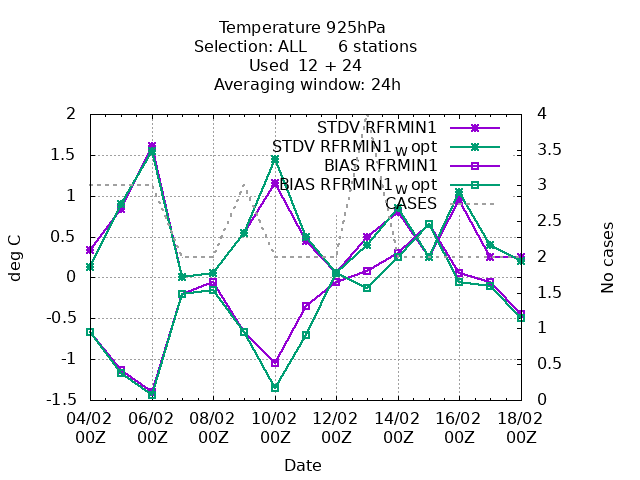 Temperature 925hPa
Selection: ALL 6 stations
Used 12 + 24
Averaging window: 24h
2
1.5
1
0.5
0
-0.5
-1
-1.5
deg C
4
3.5
3
2.5
2
1.5
1
0.5
0
No cases
STDV RFRMIN1
STDV RFRMIN1_w opt
BIAS RFRMIN1
BIAS RFRMIN1_w opt
CASES
04/02 06/02 08/02 10/02 12/02 14/02 16/02 18/02
00Z 00Z 00Z 00Z 00Z 00Z 00Z 00Z
Date